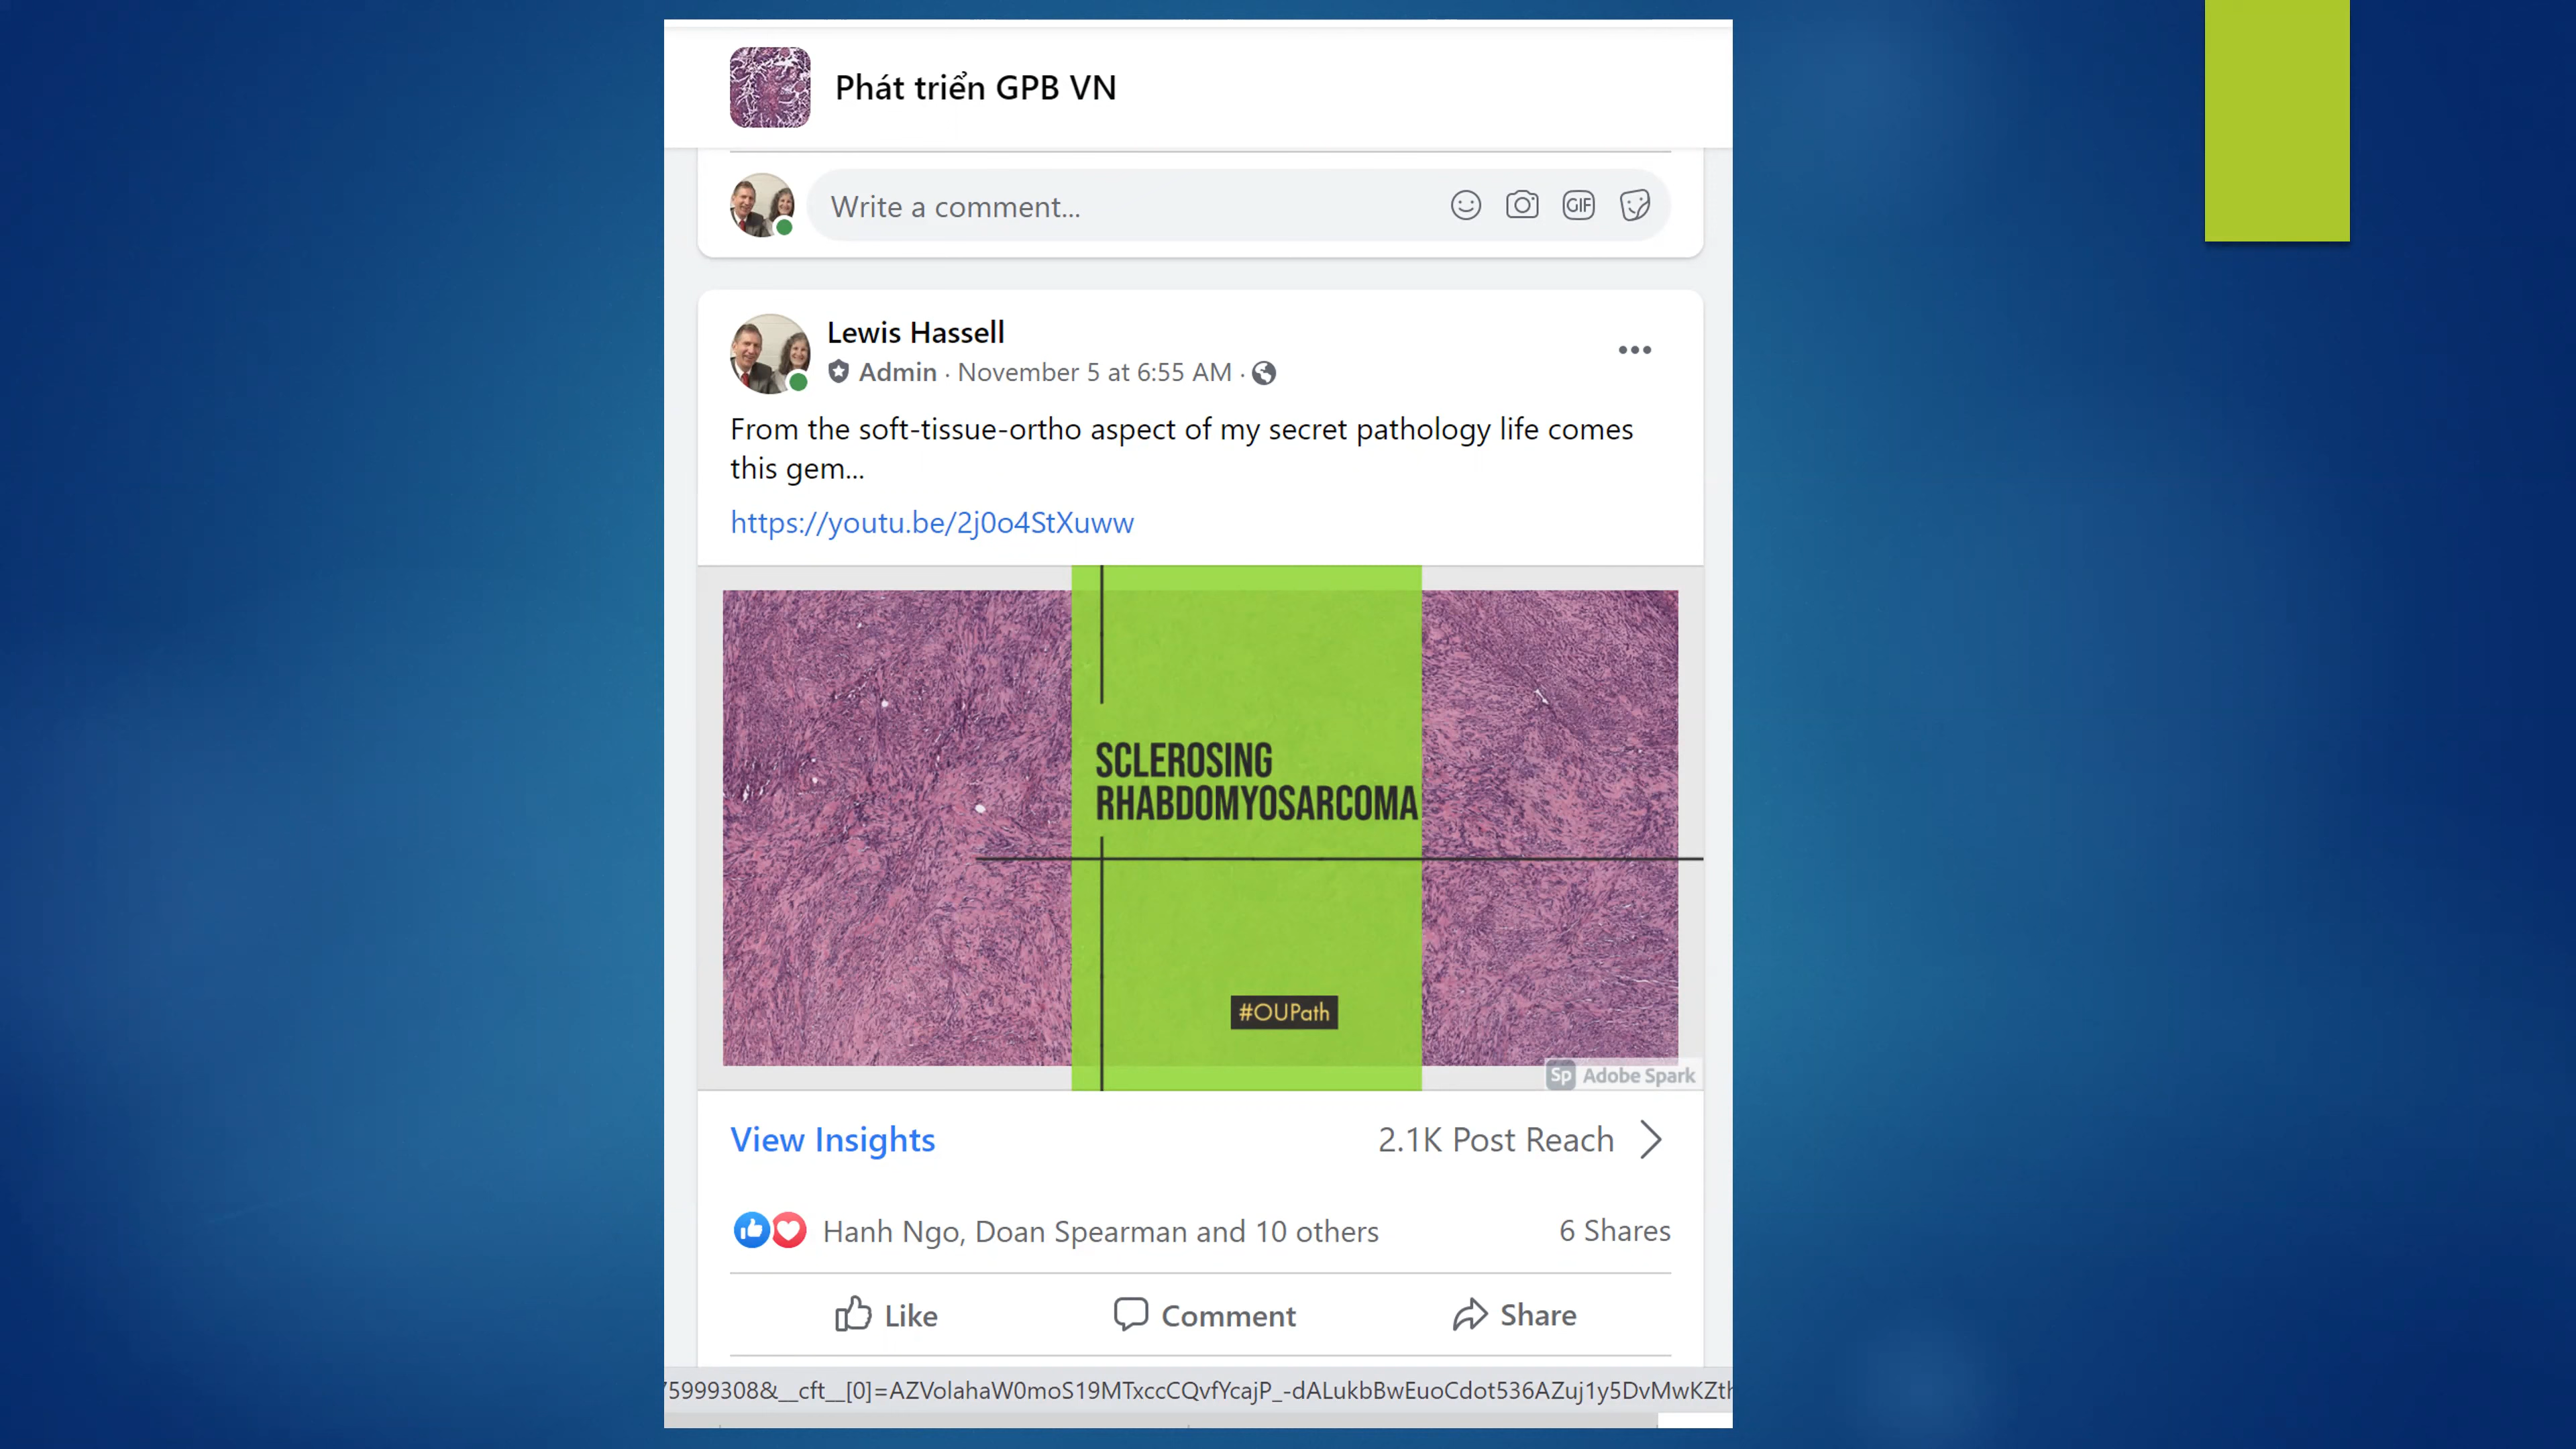 Phát triển GPB VN
Write a comment...
GIF
Lewis Hassell
Admin · November 5 at 6:55 AM ·
From the soft-tissue-ortho aspect of my secret pathology life comes
this gem...
https://youtu.be/2j0o4StXuww
SCLEROSING
RHABDOMYOSARCOMA
#OUPath
Sp Adobe Spark
View Insights
2.1K Post Reach
Hanh Ngo, Doan Spearman and 10 others
6 Shares
Like
Comment
Share
75999308&__cft__[0]=AZVolahaW0moS19MTxccCQvfYcajP_-dALukbBwEuoCdot536AZuj1y5DvMwKZth